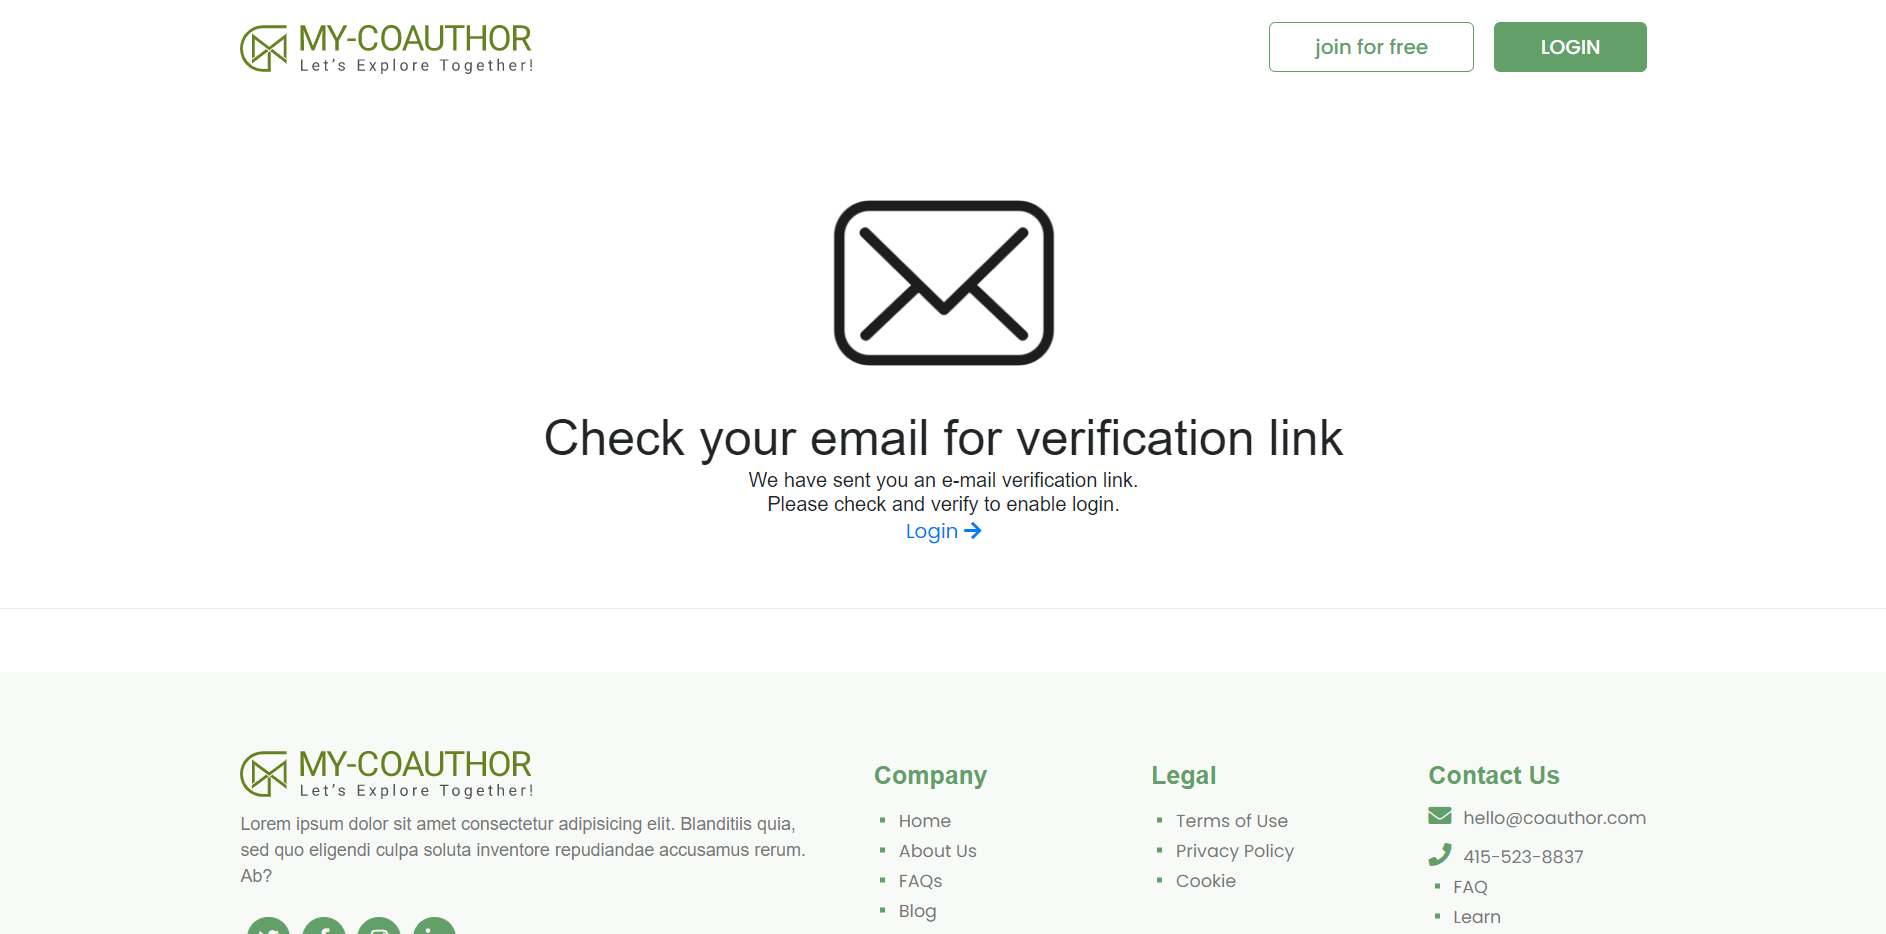 MY-COAUTHOR
Let's Explore Together!
join for free
LOGIN
Check your email for verification link
We have sent you an e-mail verification link.
Please check and verify to enable login.
Login
MY-COAUTHOR
Let's Explore Together!
Lorem ipsum dolor sit amet consectetur adipisicing elit. Blanditiis quia,
sed quo eligendi culpa soluta inventore repudiandae accusamus rerum.
Ab?
Company
Home
About Us
FAQs
Blog
Legal
Terms of Use
Privacy Policy
Cookie
Contact Us
hello@coauthor.com
415-523-8837
FAQ
Learn